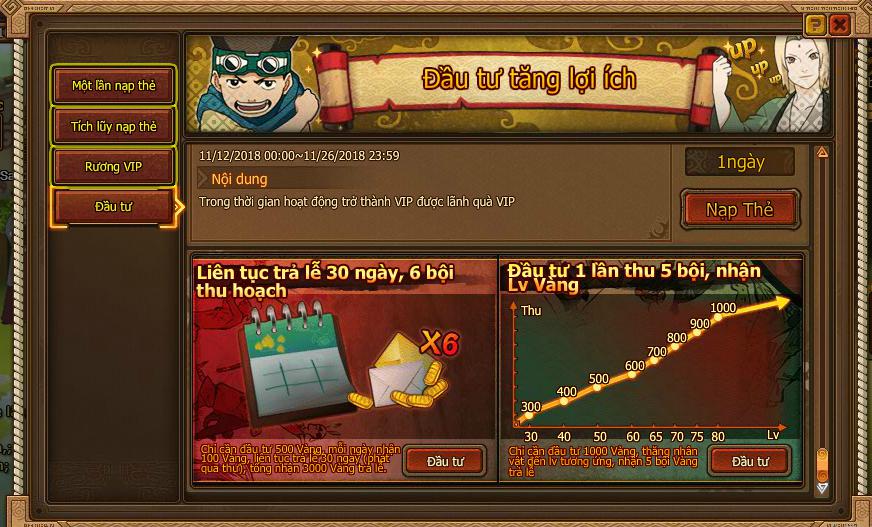 UP
UP
UP
Đầu tư tăng lợi ích
Một lần nạp thẻ
Tích lũy nạp thẻ
Rương VIP
Đầu tư
11/12/2018 00:00~11/26/2018 23:59
Nội dung
Trong thời gian hoạt động trở thành VIP được lãnh quà VIP
1ngày
Nạp Thẻ
Liên tục trả lễ 30 ngày, 6 bội
thu hoạch
X6
Chỉ cần đầu tư 500 Vàng, mỗi ngày nhận
100 Vàng, liên tục trả lễ 30 ngày (phát
qua thư), tổng nhận 3000 Vàng trả lễ.
Đầu tư
Đầu tư 1 lần thu 5 bội, nhận
Lv Vàng
Thu
300
400
500
600
700
800
900
1000
30 40 50 60 65 70 75 80 Lv
Chỉ cần đầu tư 1000 Vàng, thăng nhân
vật đến lv tương ứng, nhận 5 bội Vàng
trả lễ
Đầu tư